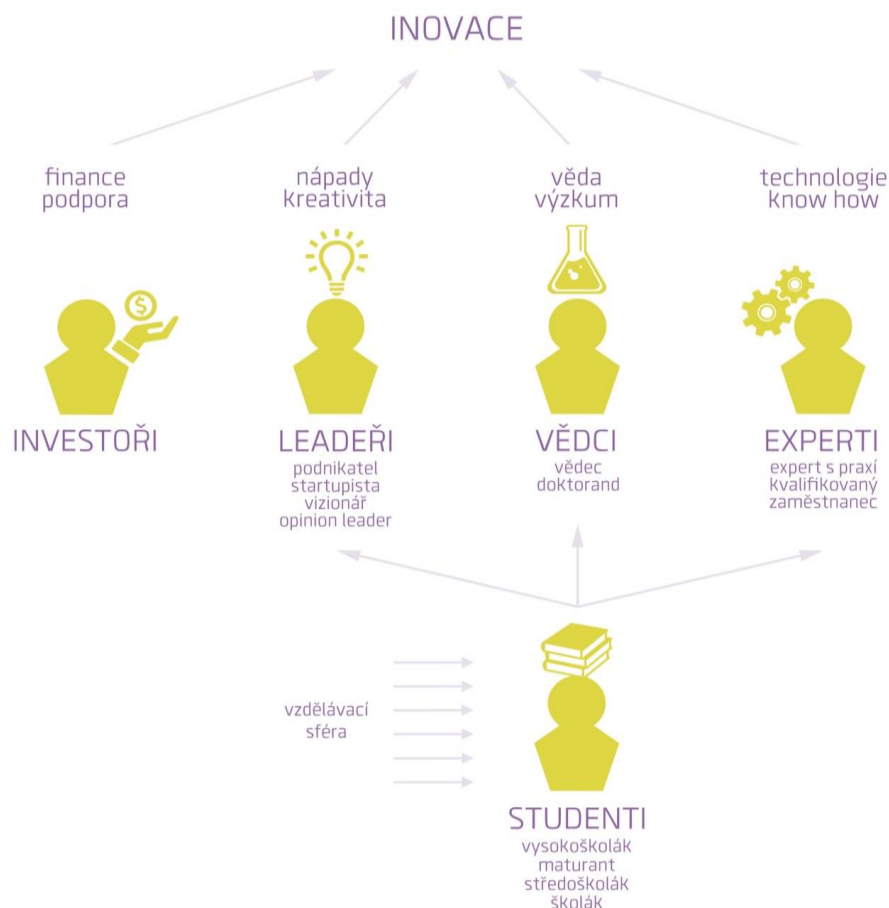 INOVACE
finance
podpora
nápady
kreativita
věda
výzkum
technologie
know how
$
INVESTOŘI
LEADEŘI
podnikatel
startupista
vizionář
opinion leader
VĚDCI
vědec
doktorand
EXPERTI
expert s praxí
kvalifikovaný
zaměstnanec
vzdělávací
sféra
STUDENTI
vysokoškolák
maturant
středoškolák
školák